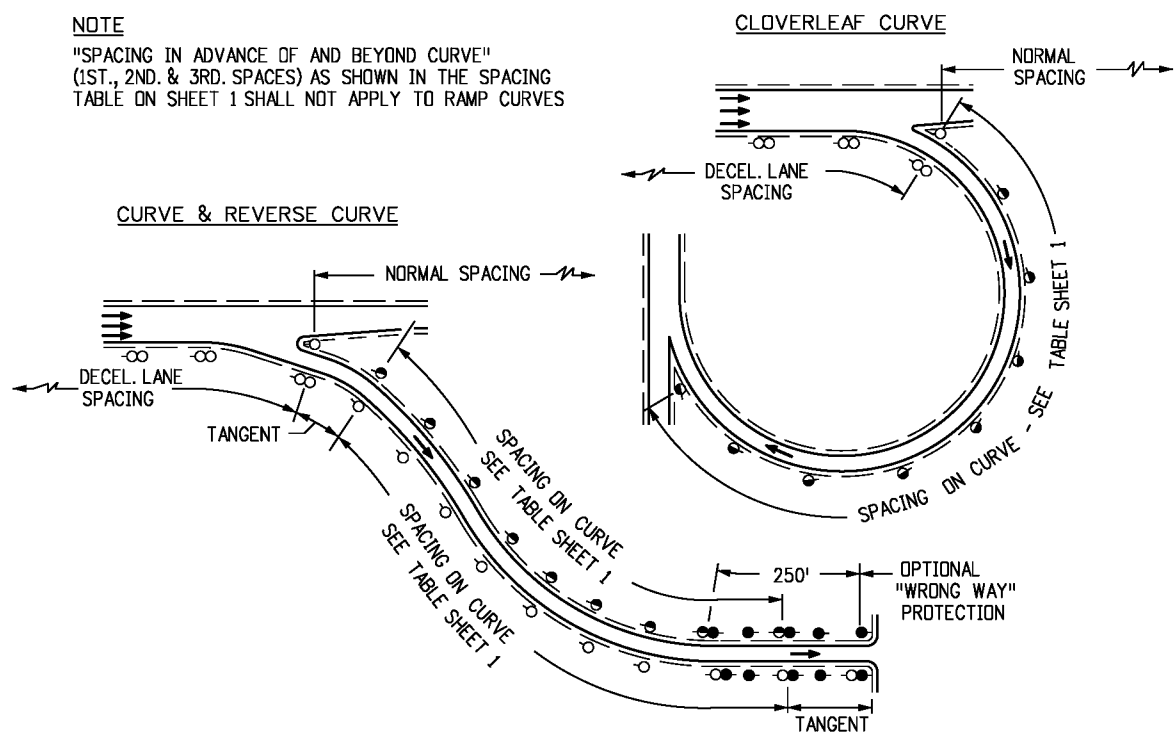 NOTE
"SPACING IN ADVANCE OF AND BEYOND CURVE"
(1ST., 2ND. & 3RD. SPACES) AS SHOWN IN THE SPACING
TABLE ON SHEET 1 SHALL NOT APPLY TO RAMP CURVES
CLOVERLEAF CURVE
NORMAL
SPACING
DECEL. LANE
SPACING
SPACING ON CURVE - SEE TABLE SHEET 1
CURVE & REVERSE CURVE
NORMAL SPACING
DECEL. LANE
SPACING
TANGENT
SPACING ON CURVE
SEE TABLE SHEET 1
SPACING ON CURVE
SEE TABLE SHEET 1
250'
OPTIONAL
"WRONG WAY"
PROTECTION
TANGENT